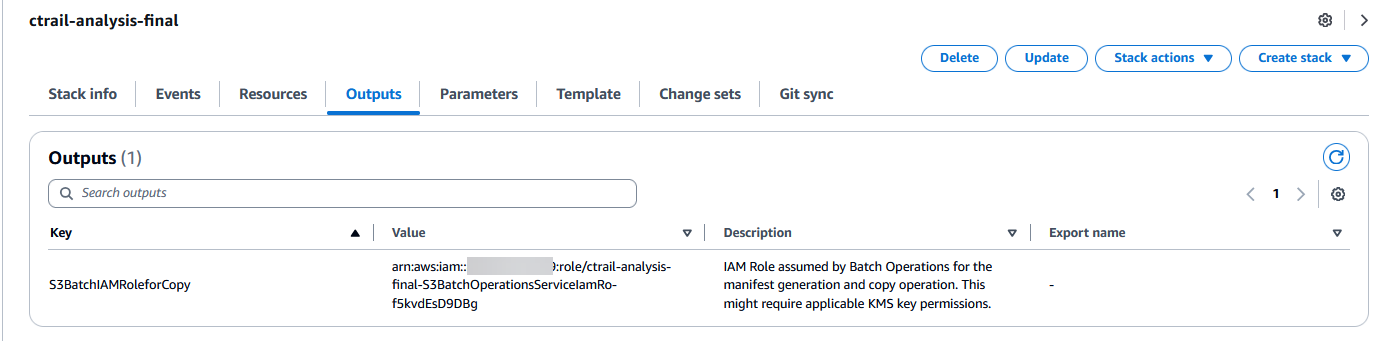 ctrail-analysis-final
Delete
Update
Stack actions
Create stack
Stack info
Events
Resources
Outputs
Parameters
Template
Change sets
Git sync
Outputs (1)
Search outputs
1
Key
Value
Description
Export name
S3BatchIAMRoleforCopy
arn:aws:iam:: :role/ctrail-analysis-
final-S3BatchOperationsServiceIamRo-
f5kvdEsD9DBg
IAM Role assumed by Batch Operations for the
manifest generation and copy operation. This
might require applicable KMS key permissions.
-